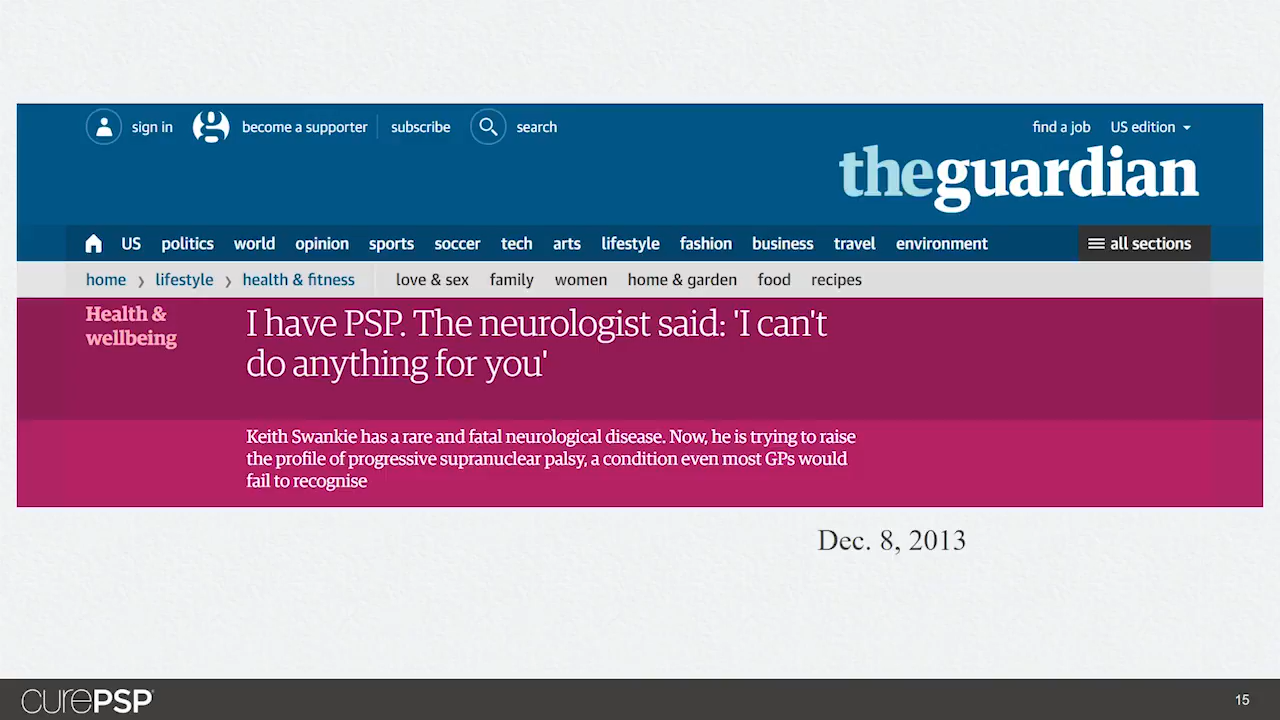 sign in become a supporter subscribe search find a job US edition
theguardian
US politics world opinion sports soccer tech arts lifestyle fashion business travel environment all sections
home lifestyle health & fitness love & sex family women home & garden food recipes
Health &
wellbeing
I have PSP. The neurologist said: 'I can't
do anything for you'
Keith Swankie has a rare and fatal neurological disease. Now, he is trying to raise
the profile of progressive supranuclear palsy, a condition even most GPs would
fail to recognise
Dec. 8, 2013
curePSP 15